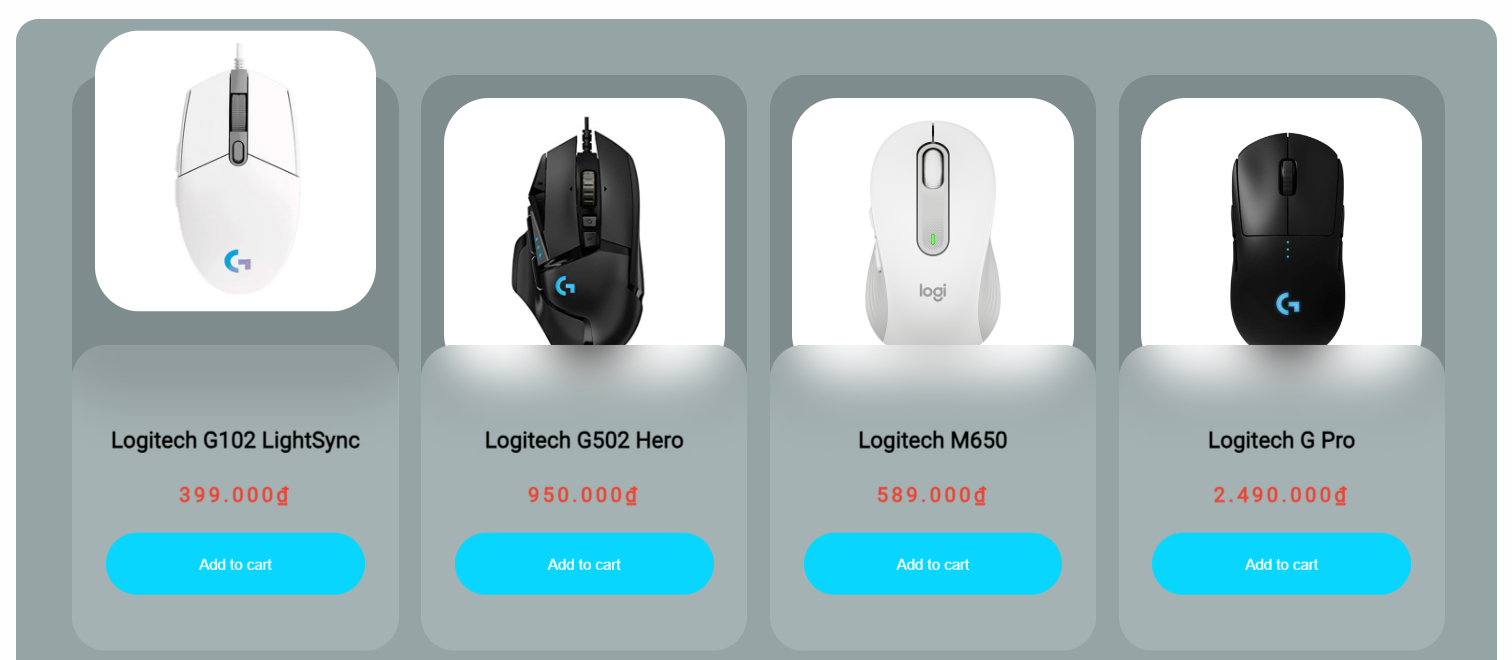 logi
Logitech G102 LightSync
Logitech G502 Hero
Logitech M650
Logitech G Pro
399.000₫
950.000₫
589.000₫
2.490.000₫
Add to cart
Add to cart
Add to cart
Add to cart